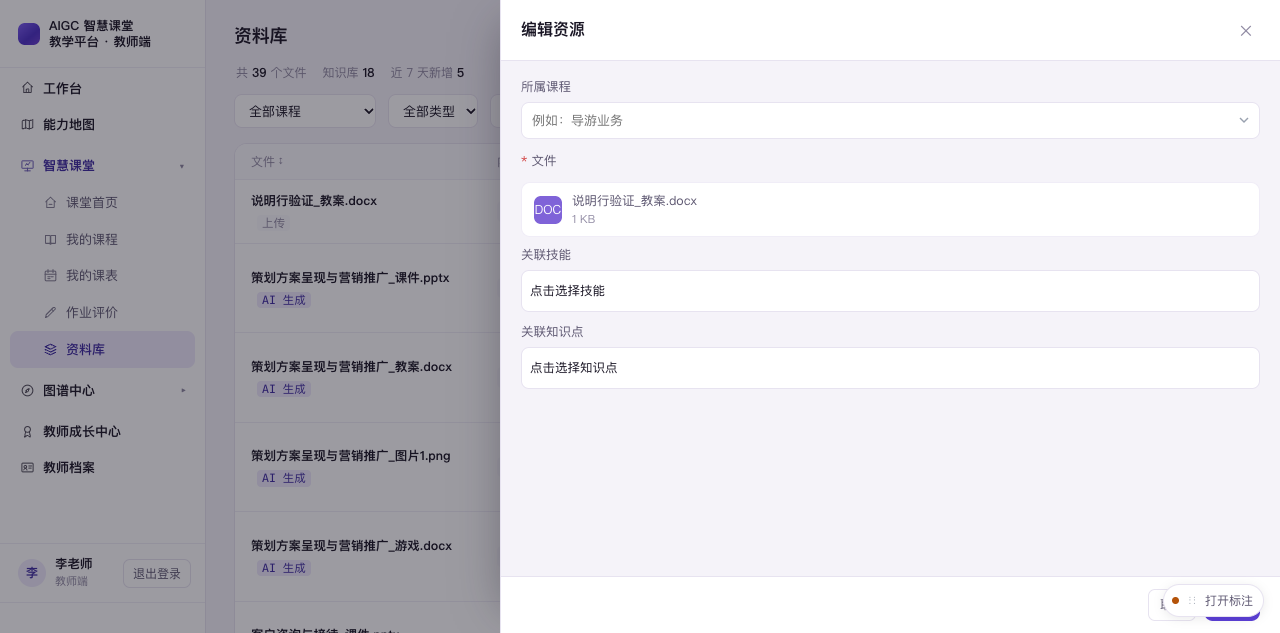 AIGC 智慧课堂
教学平台 · 教师端
工作台
能力地图
智慧课堂
课堂首页
我的课程
我的课表
作业评价
资料库
图谱中心
教师成长中心
教师档案
李
李老师
教师端
退出登录
资料库
共 39 个文件 知识库 18 近 7 天新增 5
全部课程
全部类型
文件
说明行验证_教案.docx
上传
策划方案呈现与营销推广_课件.pptx
AI 生成
策划方案呈现与营销推广_教案.docx
AI 生成
策划方案呈现与营销推广_图片1.png
AI 生成
策划方案呈现与营销推广_游戏.docx
AI 生成
编辑资源
所属课程
例如：导游业务
* 文件
DOC
说明行验证_教案.docx
1 KB
关联技能
点击选择技能
关联知识点
点击选择知识点
打开标注